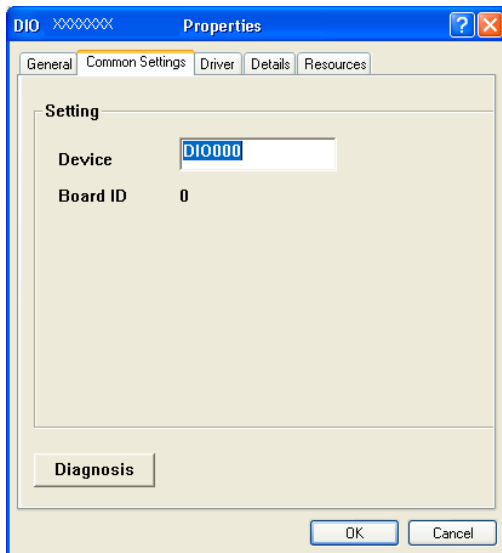 DIO XXXXXXX Properties
?
X
General Common Settings Driver Details Resources
Setting
Device DIO000
Board ID 0
Diagnosis
OK Cancel